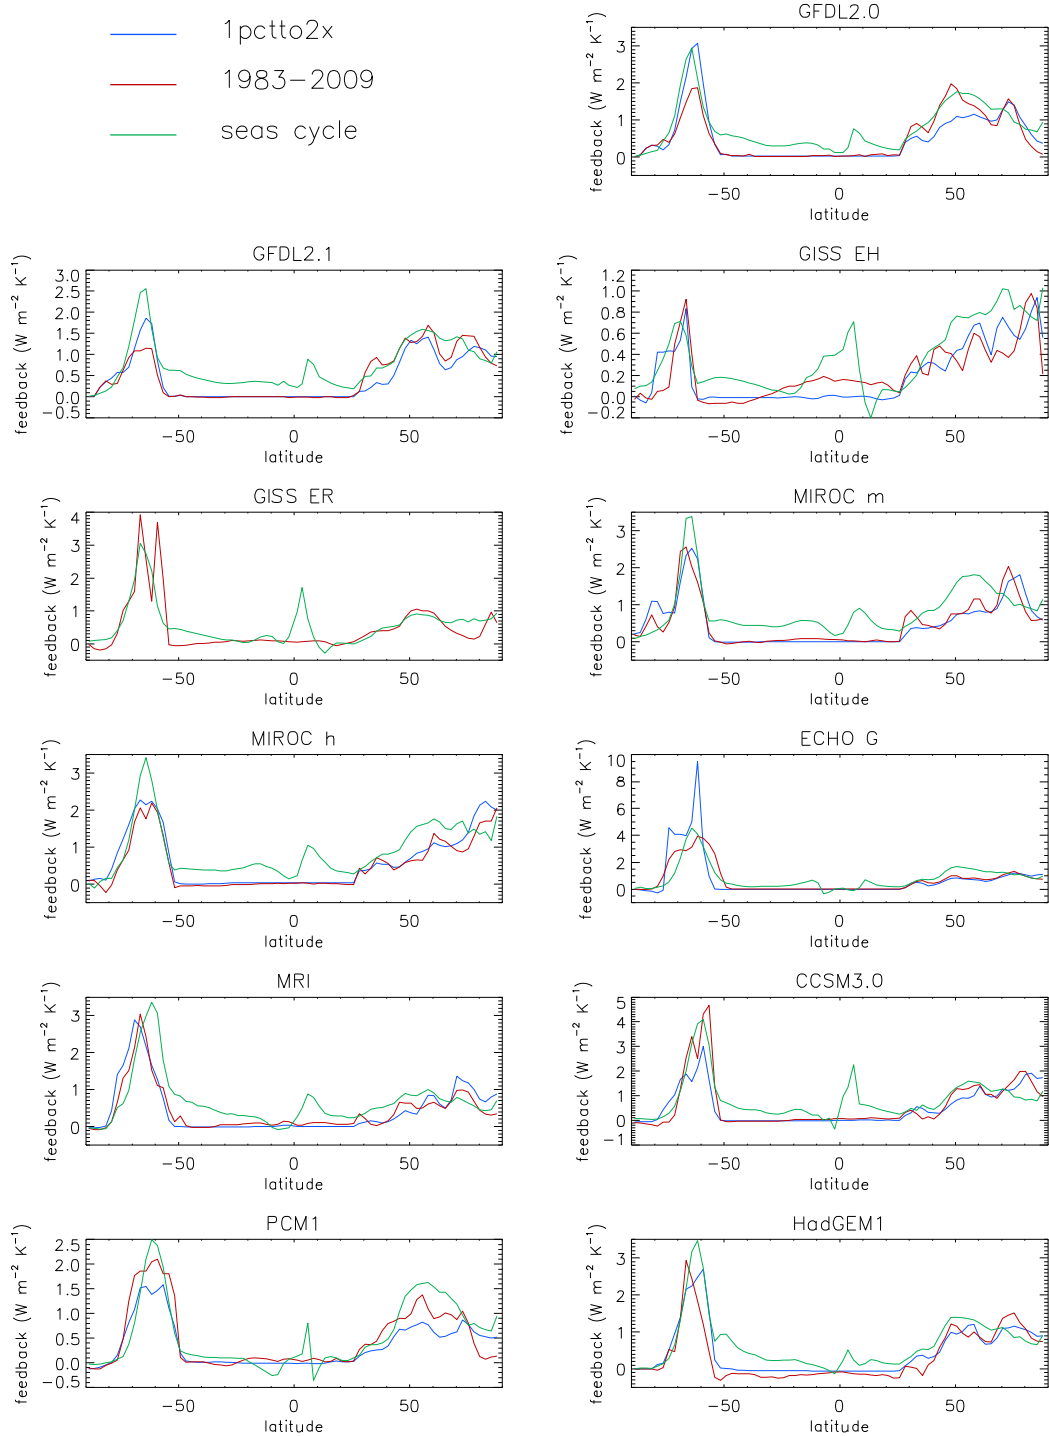 1pctto2x
1983−2009
seas cycle
GFDL2.0
feedback (W m−2 K−1)
3
2
1
0
−50 0 50
latitude
GFDL2.1
feedback (W m−2 K−1)
3.0
2.5
2.0
1.5
1.0
0.5
0.0
−0.5
−50 0 50
latitude
GISS EH
feedback (W m−2 K−1)
1.2
1.0
0.8
0.6
0.4
0.2
0.0
−0.2
−50 0 50
latitude
GISS ER
feedback (W m−2 K−1)
4
3
2
1
0
−50 0 50
latitude
MIROC m
feedback (W m−2 K−1)
3
2
1
0
−50 0 50
latitude
MIROC h
feedback (W m−2 K−1)
3
2
1
0
−50 0 50
latitude
ECHO G
feedback (W m−2 K−1)
10
8
6
4
2
0
−50 0 50
latitude
MRI
feedback (W m−2 K−1)
3
2
1
0
−50 0 50
latitude
CCSM3.0
feedback (W m−2 K−1)
5
4
3
2
1
0
−1
−50 0 50
latitude
PCM1
feedback (W m−2 K−1)
2.5
2.0
1.5
1.0
0.5
0.0
−0.5
−50 0 50
latitude
HadGEM1
feedback (W m−2 K−1)
3
2
1
0
−50 0 50
latitude